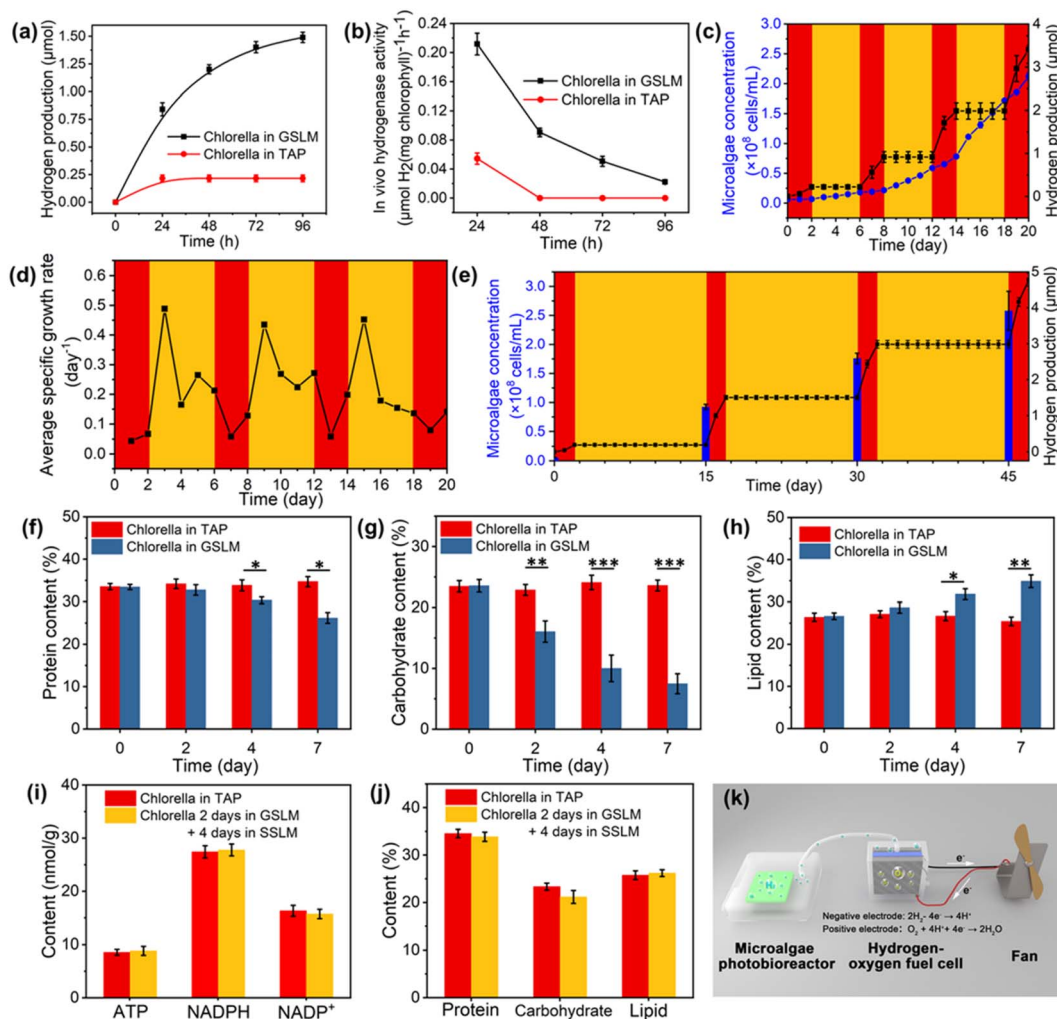 (a)
Hydrogen production (μmol)
1.50
1.25
1.00
0.75
0.50
0.25
0.00
Chlorella in GSLM
Chlorella in TAP
0 24 48 72 96
Time (h)
(b)
In vivo hydrogenase activity
(μmol H2(mg chlorophyll)-1h-1)
0.24
0.20
0.16
0.12
0.08
0.04
0.00
Chlorella in GSLM
Chlorella in TAP
24 48 72 96
Time (h)
(c)
Microalgae concentration
(×10⁸ cells/mL)
3.0
2.5
2.0
1.5
1.0
0.5
0.0
0 2 4 6 8 10 12 14 16 18 20
Time (day)
4
3
2
1
0
Hydrogen production (μmol)
(d)
Average specific growth rate
(day⁻¹)
0.6
0.5
0.4
0.3
0.2
0.1
0.0
0 2 4 6 8 10 12 14 16 18 20
Time (day)
(e)
Microalgae concentration
(×10⁸ cells/mL)
3.0
2.5
2.0
1.5
1.0
0.5
0.0
0 15 30 45
Time (day)
5
4
3
2
1
0
Hydrogen production (μmol)
(f)
Protein content (%)
50
40
30
20
10
0
Chlorella in TAP
Chlorella in GSLM
* *
0 2 4 7
Time (day)
(g)
Carbohydrate content (%)
30
20
10
0
Chlorella in TAP
Chlorella in GSLM
** *** ***
0 2 4 7
Time (day)
(h)
Lipid content (%)
50
40
30
20
10
0
Chlorella in TAP
Chlorella in GSLM
* **
0 2 4 7
Time (day)
(i)
Content (nmol/g)
40
30
20
10
0
Chlorella in TAP
Chlorella 2 days in GSLM
+ 4 days in SSLM
ATP NADPH NADP⁺
(j)
Content (%)
40
30
20
10
0
Chlorella in TAP
Chlorella 2 days in GSLM
+ 4 days in SSLM
Protein Carbohydrate Lipid
(k)
H₂
e⁻
e⁻
Negative electrode: 2H₂- 4e⁻ → 4H⁺
Positive electrode: O₂ + 4H⁺+ 4e⁻ → 2H₂O
Microalgae
photobioreactor
Hydrogen-
oxygen fuel cell
Fan